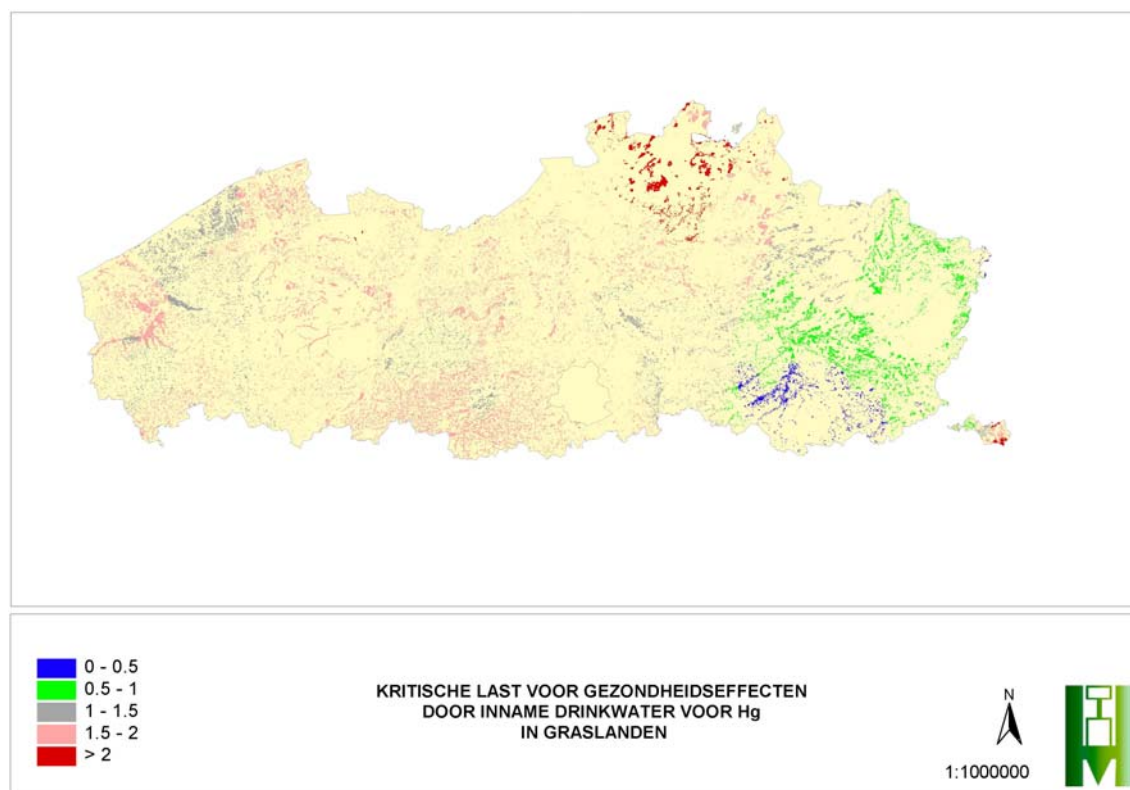 0 - 0.5
0.5 - 1
1 - 1.5
1.5 - 2
> 2
KRITISCHE LAST VOOR GEZONDHEIDSEFFECTEN
DOOR INNAME DRINKWATER VOOR Hg
IN GRASLANDEN
N
1:1000000